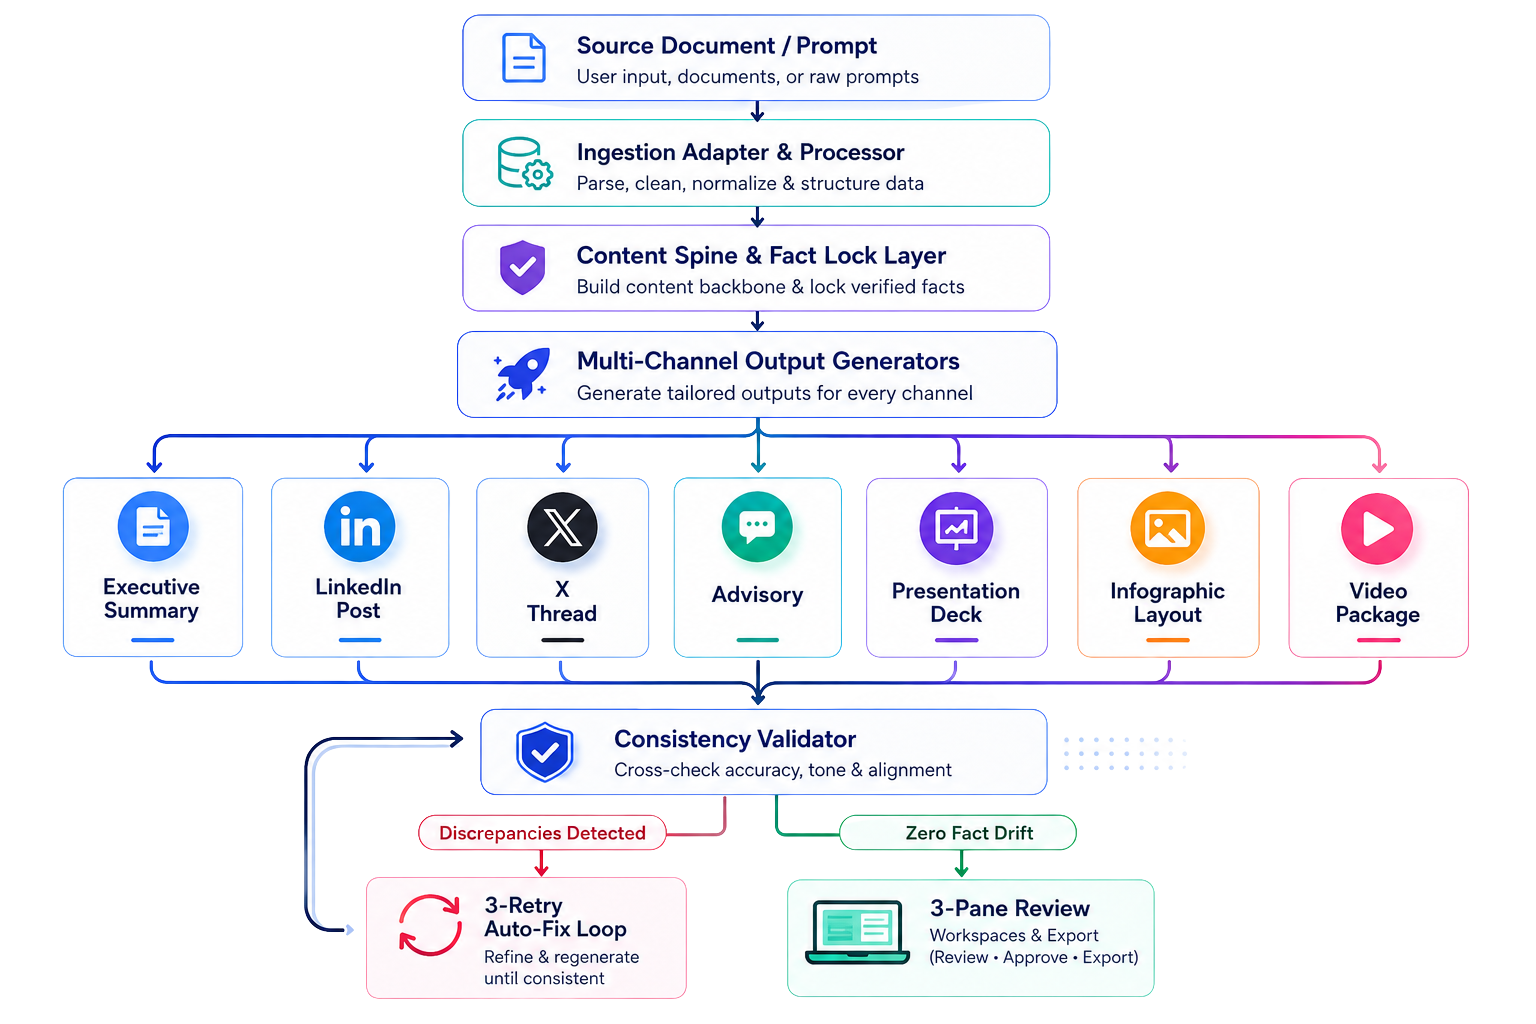 Source Document / Prompt
User input, documents, or raw prompts
Ingestion Adapter & Processor
Parse, clean, normalize & structure data
Content Spine & Fact Lock Layer
Build content backbone & lock verified facts
Multi-Channel Output Generators
Generate tailored outputs for every channel
Executive
Summary
in
LinkedIn
Post
X
X
Thread
Advisory
Presentation
Deck
Infographic
Layout
Video
Package
Consistency Validator
Cross-check accuracy, tone & alignment
Discrepancies Detected
Zero Fact Drift
3-Retry
Auto-Fix Loop
Refine & regenerate
until consistent
3-Pane Review
Workspaces & Export
(Review • Approve • Export)